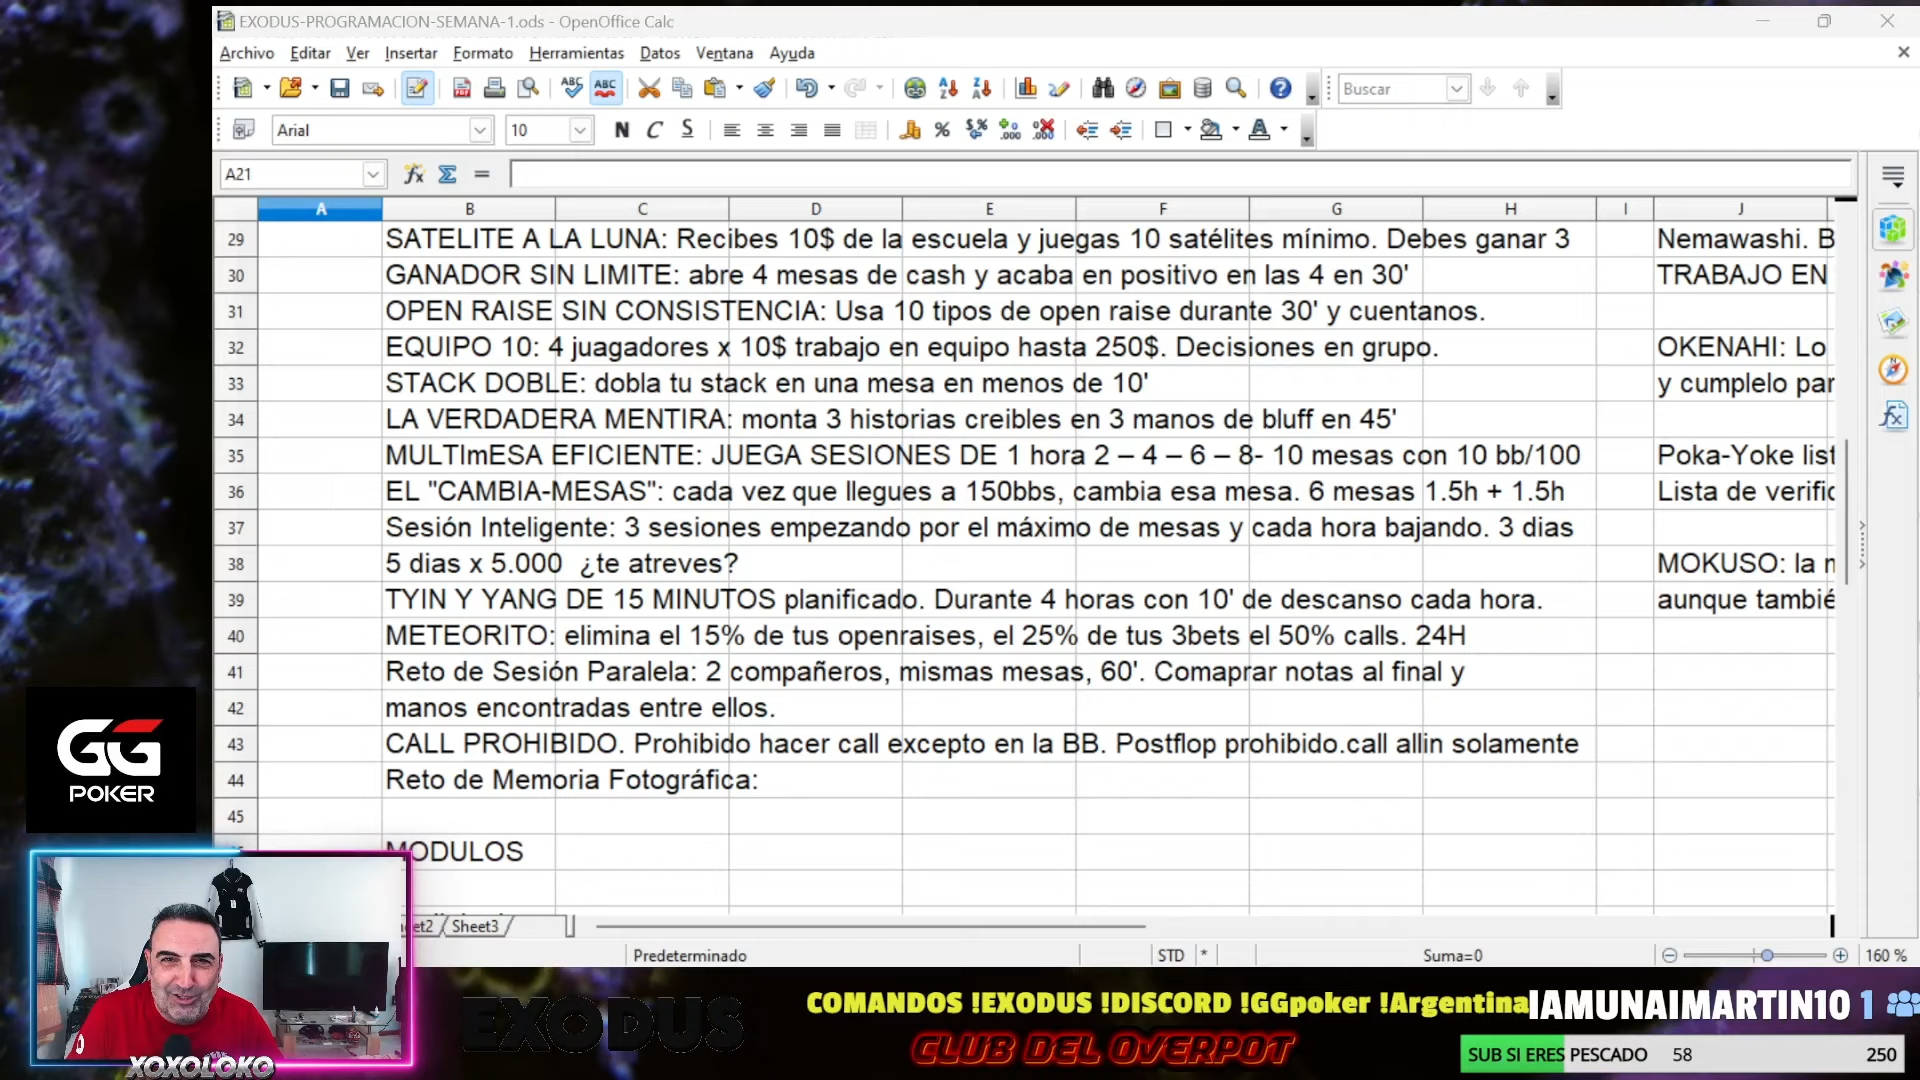 EXODUS-PROGRAMACION-SEMANA-1.ods - OpenOffice Calc
Archivo Editar Ver Insertar Formato Herramientas Datos Ventana Ayuda
Buscar
Arial 10 N C S
A21
A B C D E F G H I J
29 SATELITE A LA LUNA: Recibes 10$ de la escuela y juegas 10 satélites mínimo. Debes ganar 3 Nemawashi. B
30 GANADOR SIN LIMITE: abre 4 mesas de cash y acaba en positivo en las 4 en 30' TRABAJO EN
31 OPEN RAISE SIN CONSISTENCIA: Usa 10 tipos de open raise durante 30' y cuentanos.
32 EQUIPO 10: 4 juagadores x 10$ trabajo en equipo hasta 250$. Decisiones en grupo. OKENAHI: Lo
33 STACK DOBLE: dobla tu stack en una mesa en menos de 10' y cumplelo par
34 LA VERDADERA MENTIRA: monta 3 historias creibles en 3 manos de bluff en 45'
35 MULTImESA EFICIENTE: JUEGA SESIONES DE 1 hora 2 – 4 – 6 – 8- 10 mesas con 10 bb/100 Poka-Yoke list
36 EL "CAMBIA-MESAS": cada vez que llegues a 150bbs, cambia esa mesa. 6 mesas 1.5h + 1.5h Lista de verific
37 Sesión Inteligente: 3 sesiones empezando por el máximo de mesas y cada hora bajando. 3 dias
38 5 dias x 5.000 ¿te atreves? MOKUSO: la
39 TYIN Y YANG DE 15 MINUTOS planificado. Durante 4 horas con 10' de descanso cada hora. aunque tambié
40 METEORITO: elimina el 15% de tus openraises, el 25% de tus 3bets el 50% calls. 24H
41 Reto de Sesión Paralela: 2 compañeros, mismas mesas, 60'. Comaprar notas al final y
42 manos encontradas entre ellos.
43 CALL PROHIBIDO. Prohibido hacer call excepto en la BB. Postflop prohibido.call allin solamente
44 Reto de Memoria Fotográfica:
45
MODULOS
Sheet3
Predeterminado STD * Suma=0 160 %
GG
POKER
XOXOLOKO
EXODUS
COMANDOS !EXODUS !DISCORD !GGpoker !Argentina
IAMUNAIMARTIN10 1
CLUB DEL OVERPOT
SUB SI ERES PESCADO 58 250